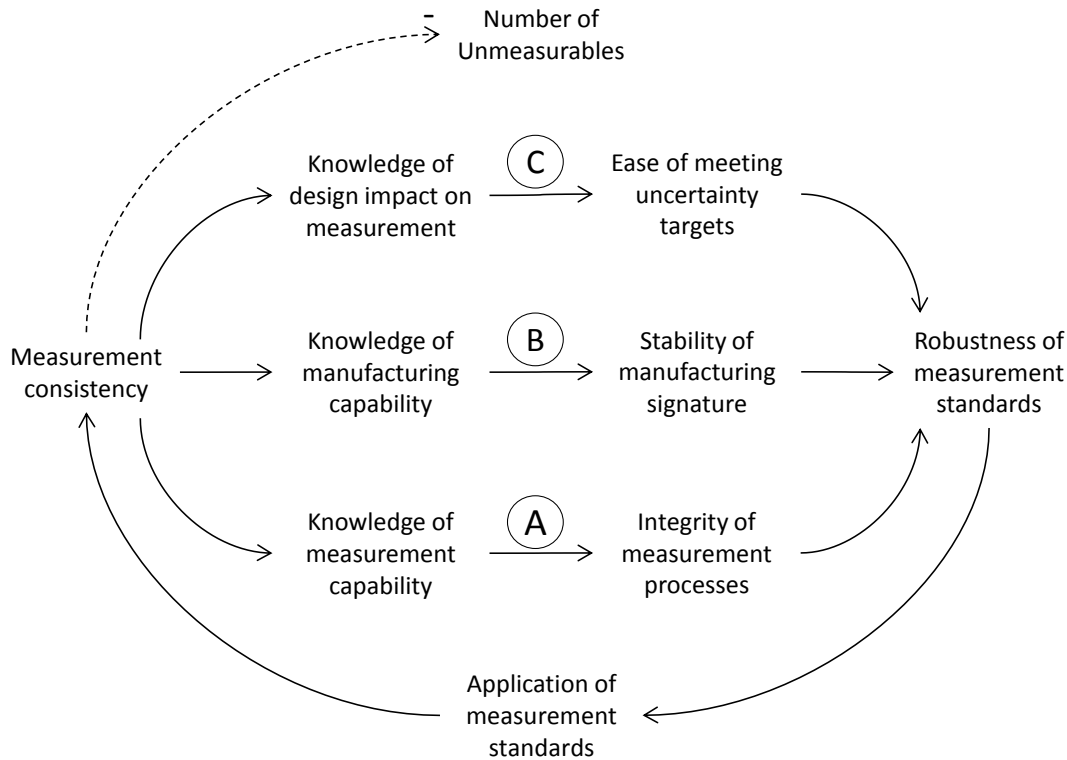 -
Number of
Unmeasurables
Knowledge of
design impact on
measurement
C
Ease of meeting
uncertainty
targets
Measurement
consistency
Knowledge of
manufacturing
capability
B
Stability of
manufacturing
signature
Robustness of
measurement
standards
Knowledge of
measurement
capability
A
Integrity of
measurement
processes
Application of
measurement
standards